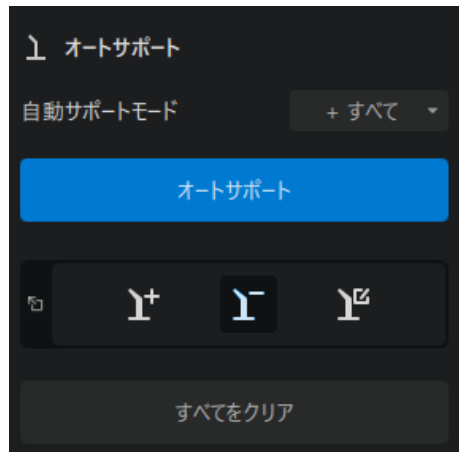 オートサポート
自動サポートモード
+ すべて
オートサポート
すべてをクリア